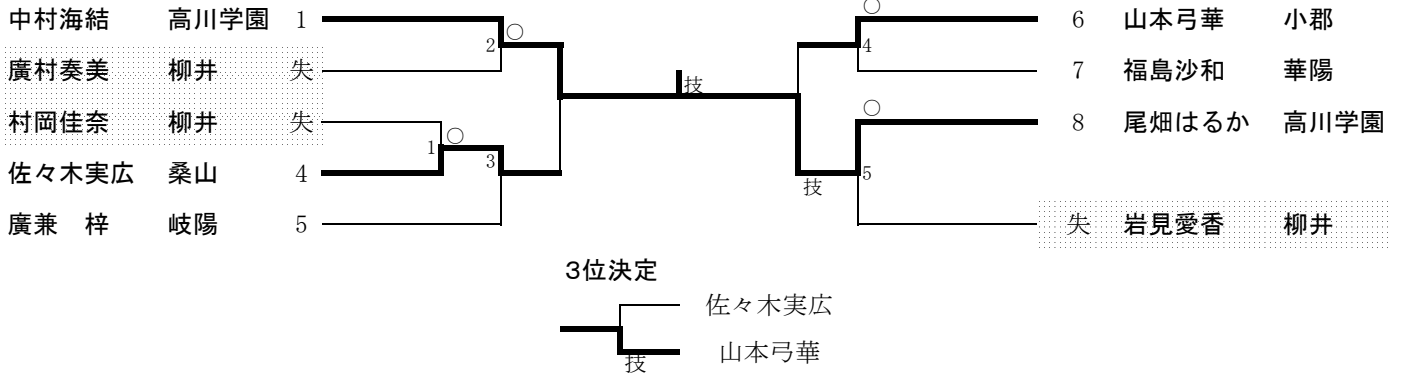 中村海結 高川学園 1
廣村奏美 柳井 失
村岡佳奈 柳井 失
佐々木実広 桑山 4
廣兼 梓 岐陽 5
○
2
1
○
3
技
技
○
4
○
5
6 山本弓華 小郡
7 福島沙和 華陽
8 尾畑はるか 高川学園
失 岩見愛香 柳井
3位決定
佐々木実広
山本弓華
技